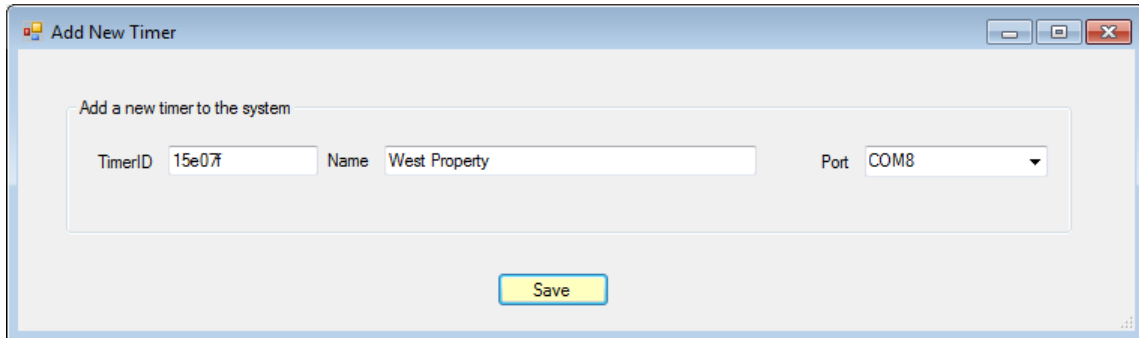 Add New Timer
Add a new timer to the system
TimerID 15e07f Name West Property Port COM8
Save